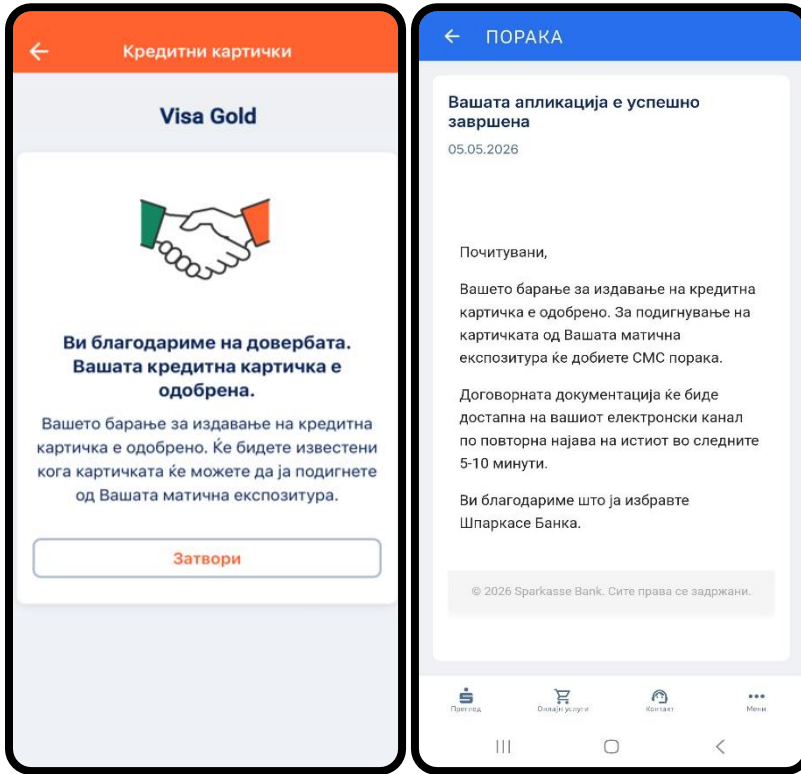 Кредитни картички
Visa Gold
Ви благодариме на довербата.
Вашата кредитна картичка е
одобрена.
Вашето барање за издавање на кредитна
картичка е одобрено. Ќе бидете известени
кога картичката ќе можете да ја подигнете
од Вашата матична експозитура.
Затвори
ПОРАКА
Вашата апликација е успешно
завршена
05.05.2026
Почитувани,
Вашето барање за издавање на кредитна
картичка е одобрено. За подигнување на
картичката од Вашата матична
експозитура ќе добиете СМС порака.
Договорната документација ќе биде
достапна на вашиот електронски канал
по повторна најава на истиот во следните
5-10 минути.
Ви благодариме што ја избравте
Шпаркасе Банка.
© 2026 Sparkasse Bank. Сите права се задржани.
Преглед
Онлајн услуги
Контакт
Мени